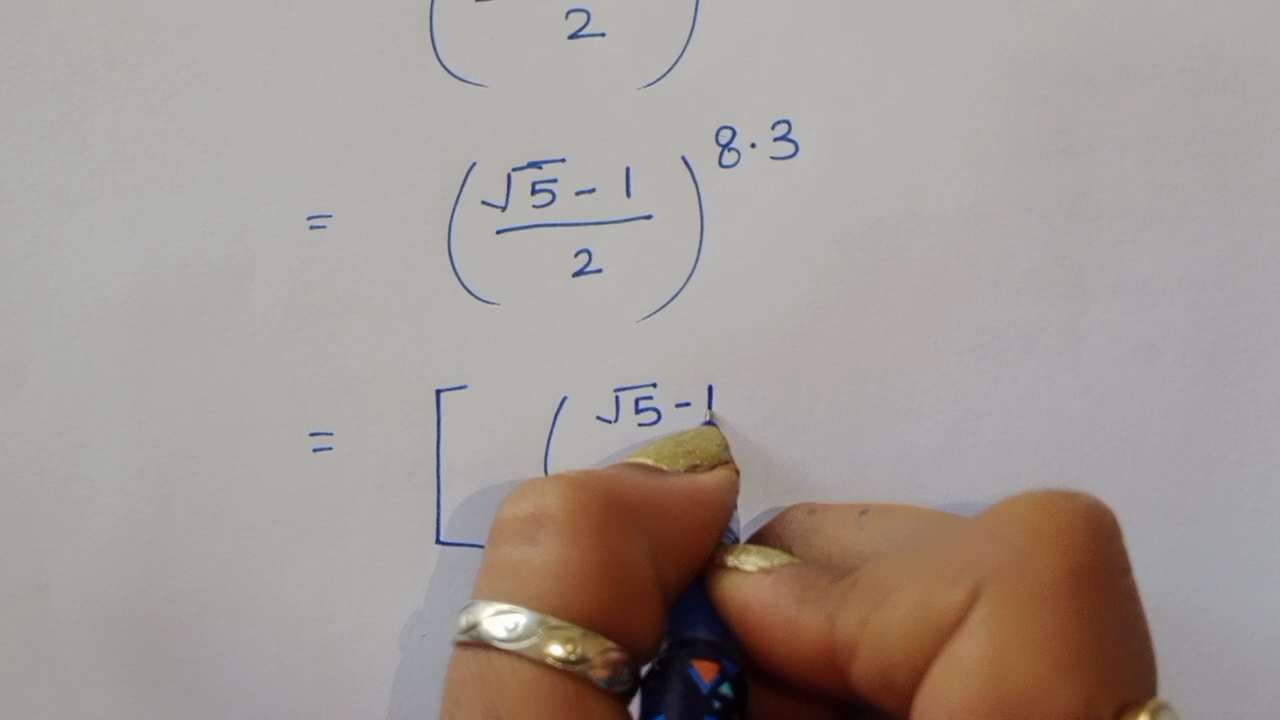 2
= (√5 - 1 / 2)^8·3
= [ ( √5 - 1